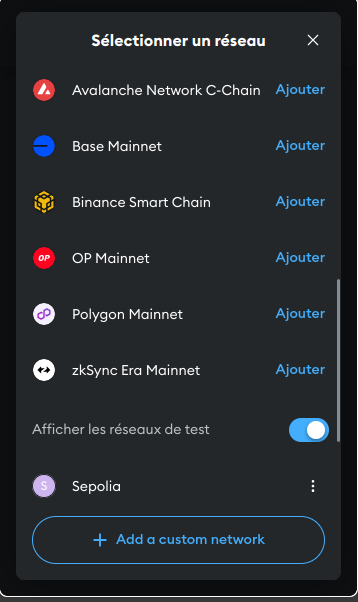 Sélectionner un réseau
Avalanche Network C-Chain Ajouter
Base Mainnet Ajouter
Binance Smart Chain Ajouter
OP OP Mainnet Ajouter
Polygon Mainnet Ajouter
zkSync Era Mainnet Ajouter
Afficher les réseaux de test
S Sepolia
+ Add a custom network